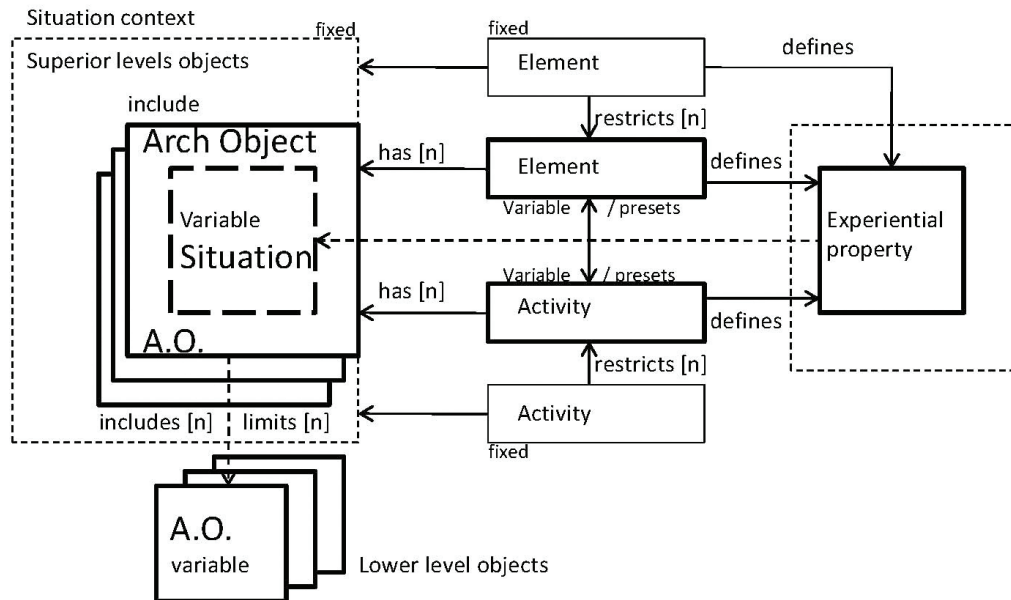 Situation context
fixed
Superior levels objects
include
Arch Object
Variable
Situation
A.O.
includes [n]
limits [n]
A.O.
variable
Lower level objects
fixed
Element
defines
restricts [n]
has [n]
Element
defines
Variable / presets
Experiential
property
Variable / presets
has [n]
Activity
defines
restricts [n]
Activity
fixed